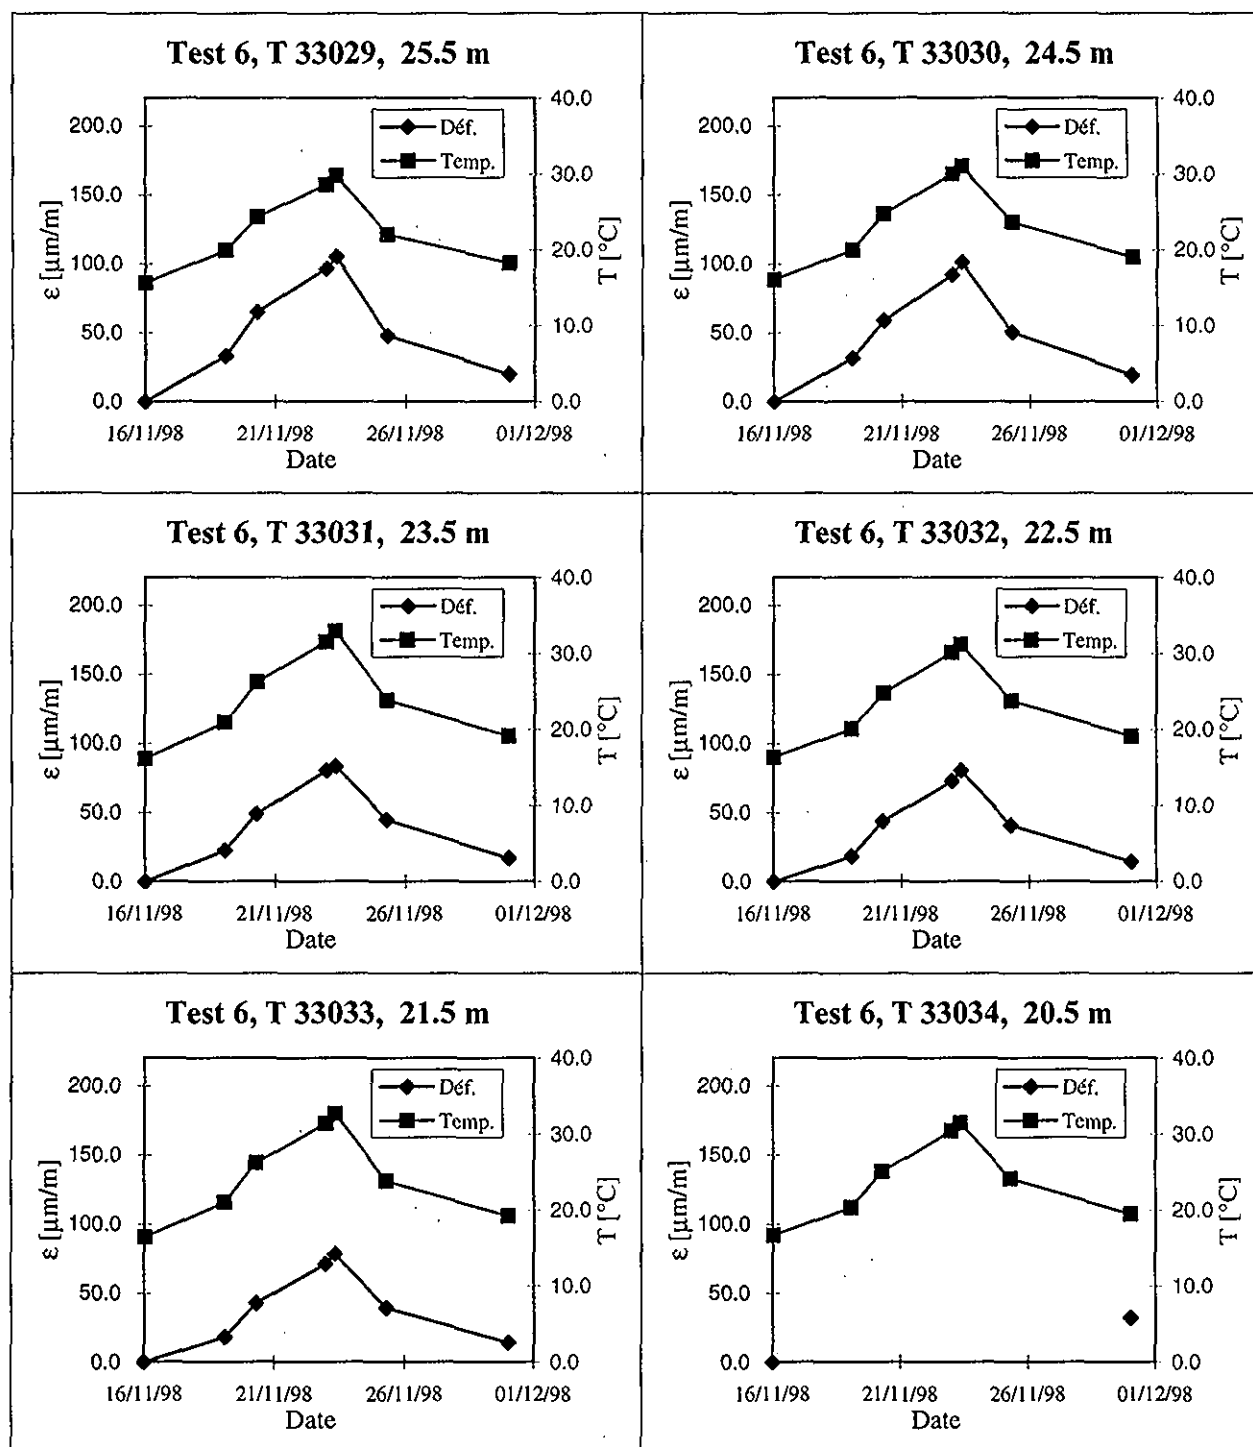 Test 6, T 33029, 25.5 m
200.0
150.0
100.0
50.0
0.0
ε [µm/m]
Déf.
Temp.
40.0
30.0
20.0
10.0
0.0
T [°C]
16/11/98 21/11/98 26/11/98 01/12/98
Date
Test 6, T 33030, 24.5 m
200.0
150.0
100.0
50.0
0.0
ε [µm/m]
Déf.
Temp.
40.0
30.0
20.0
10.0
0.0
T [°C]
16/11/98 21/11/98 26/11/98 01/12/98
Date
Test 6, T 33031, 23.5 m
200.0
150.0
100.0
50.0
0.0
ε [µm/m]
Déf.
Temp.
40.0
30.0
20.0
10.0
0.0
T [°C]
16/11/98 21/11/98 26/11/98 01/12/98
Date
Test 6, T 33032, 22.5 m
200.0
150.0
100.0
50.0
0.0
ε [µm/m]
Déf.
Temp.
40.0
30.0
20.0
10.0
0.0
T [°C]
16/11/98 21/11/98 26/11/98 01/12/98
Date
Test 6, T 33033, 21.5 m
200.0
150.0
100.0
50.0
0.0
ε [µm/m]
Déf.
Temp.
40.0
30.0
20.0
10.0
0.0
T [°C]
16/11/98 21/11/98 26/11/98 01/12/98
Date
Test 6, T 33034, 20.5 m
200.0
150.0
100.0
50.0
0.0
ε [µm/m]
Déf.
Temp.
40.0
30.0
20.0
10.0
0.0
T [°C]
16/11/98 21/11/98 26/11/98 01/12/98
Date